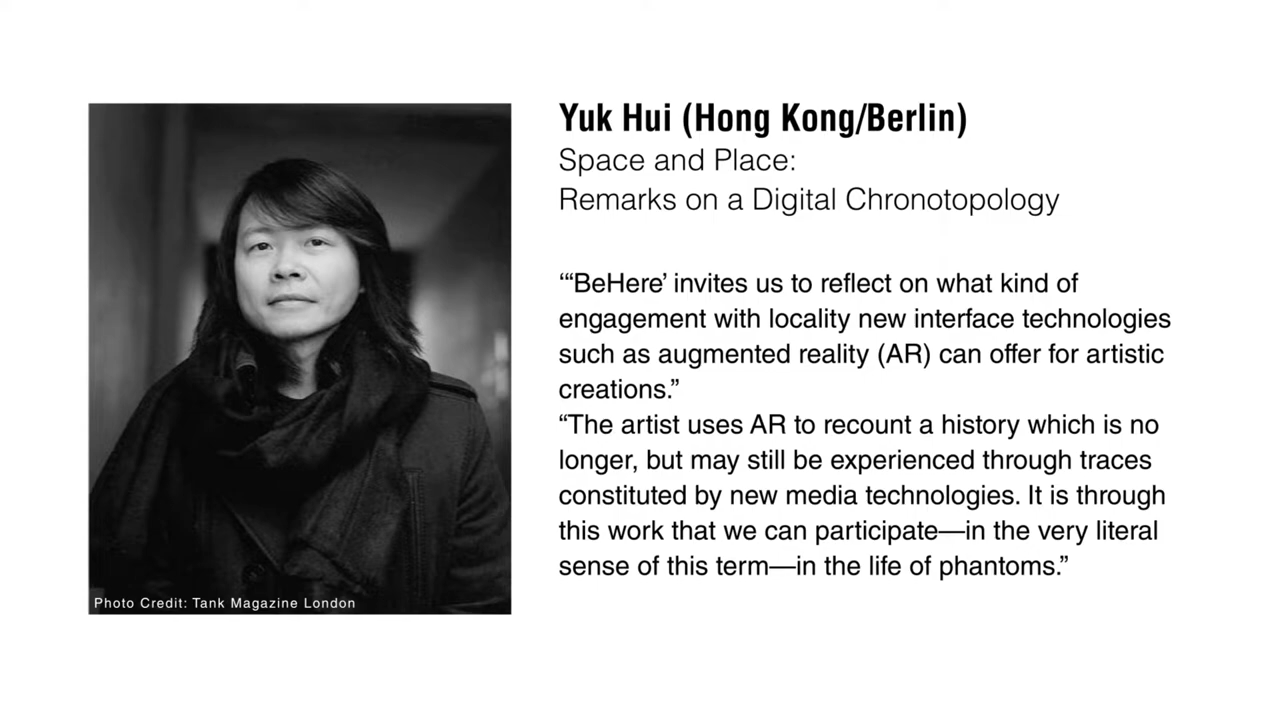 Yuk Hui (Hong Kong/Berlin)
Space and Place:
Remarks on a Digital Chronotopology
“‘BeHere’ invites us to reflect on what kind of
engagement with locality new interface technologies
such as augmented reality (AR) can offer for artistic
creations.”
“The artist uses AR to recount a history which is no
longer, but may still be experienced through traces
constituted by new media technologies. It is through
this work that we can participate—in the very literal
sense of this term—in the life of phantoms.”
Photo Credit: Tank Magazine London